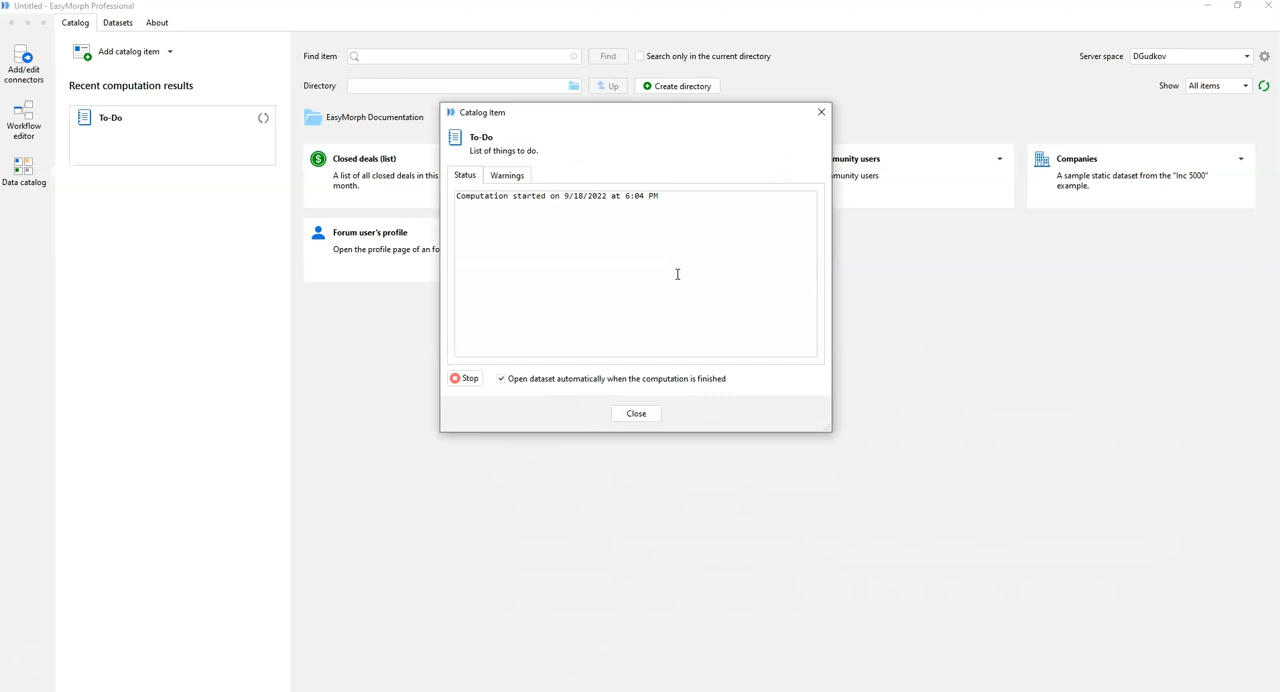 Untitled - EasyMorph Professional
Catalog Datasets About
Add/edit
connectors
Workflow
editor
Data catalog
Add catalog item
Recent computation results
To-Do
Find item
Find
Search only in the current directory
Server space
DGudkov
Directory
Up
Create directory
Show
All items
EasyMorph Documentation
Closed deals (list)
A list of all closed deals in this
month.
munity users
munity users
Companies
A sample static dataset from the "Inc 5000"
example.
Forum user's profile
Open the profile page of an fo
Catalog Item
To-Do
List of things to do.
Status Warnings
Computation started on 9/18/2022 at 6:04 PM
Stop
Open dataset automatically when the computation is finished
Close